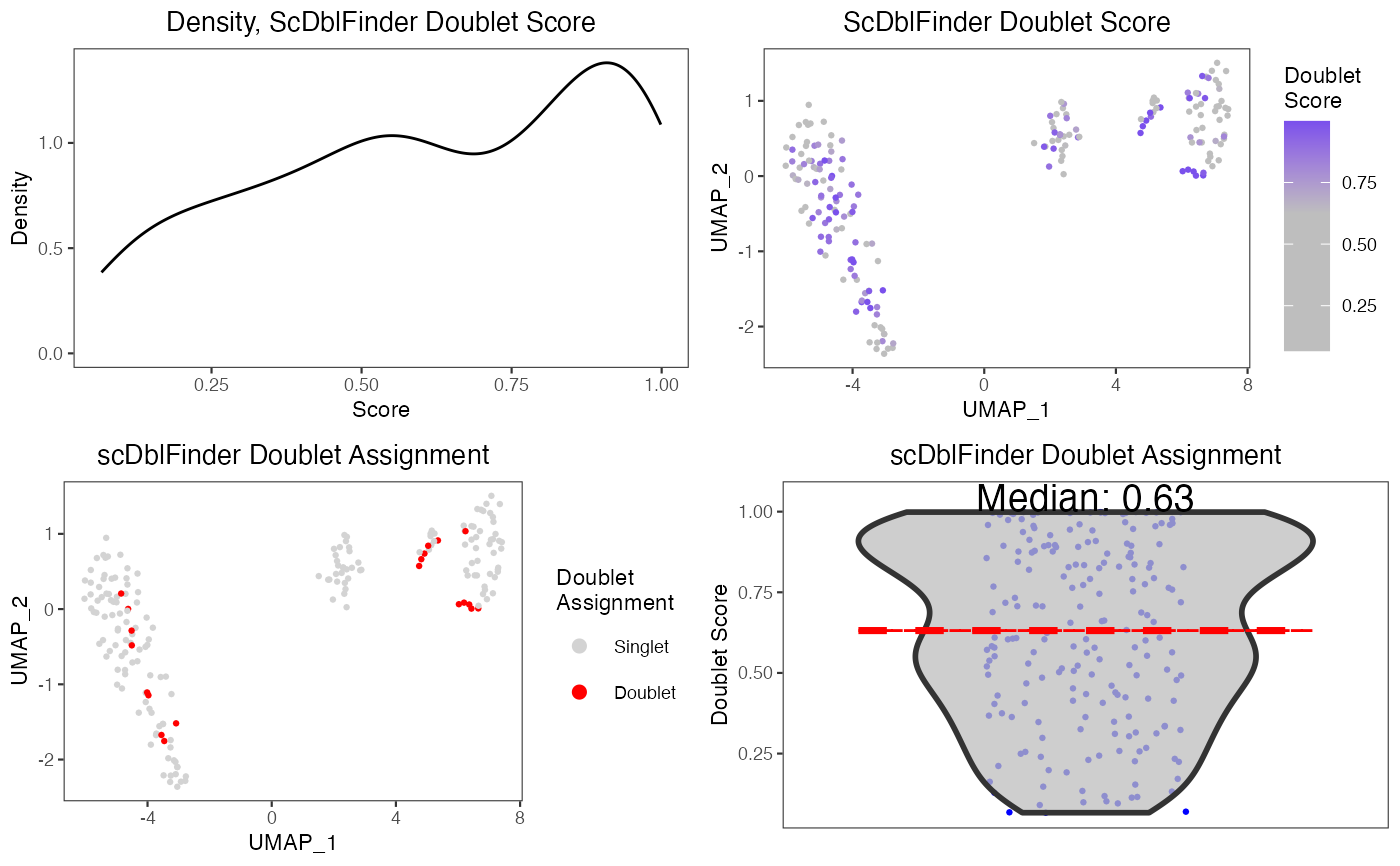 Density, ScDblFinder Doublet Score
Density
1.0
0.5
0.0
0.25
0.50
0.75
1.00
Score
ScDblFinder Doublet Score
UMAP_2
1
0
-1
-2
-4
0
4
8
UMAP_1
Doublet
Score
0.75
0.50
0.25
scDblFinder Doublet Assignment
UMAP_2
1
0
-1
-2
-4
0
4
8
UMAP_1
Doublet
Assignment
Singlet
Doublet
scDblFinder Doublet Assignment
Median: 0.63
Doublet Score
1.00
0.75
0.50
0.25